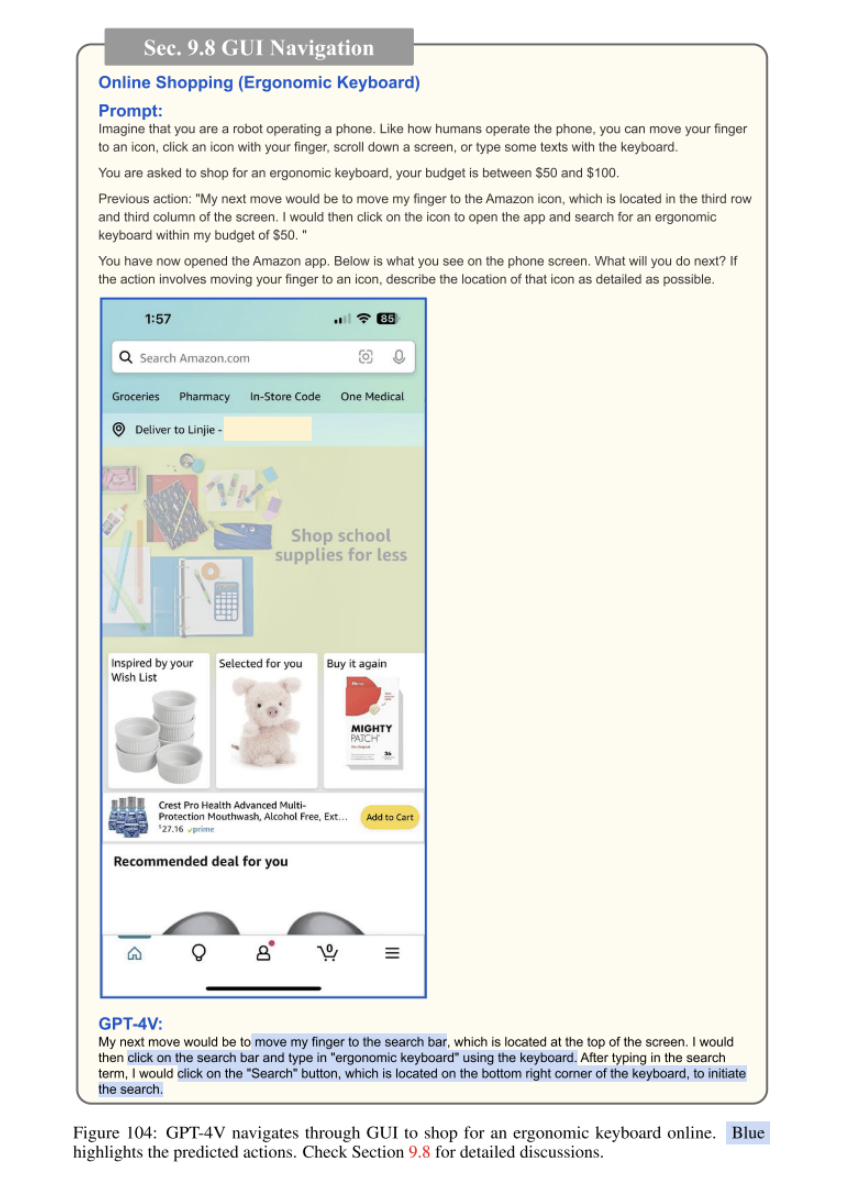 Sec. 9.8 GUI Navigation
Online Shopping (Ergonomic Keyboard)
Prompt:
Imagine that you are a robot operating a phone. Like how humans operate the phone, you can move your finger
to an icon, click an icon with your finger, scroll down a screen, or type some texts with the keyboard.
You are asked to shop for an ergonomic keyboard, your budget is between $50 and $100.
Previous action: "My next move would be to move my finger to the Amazon icon, which is located in the third row
and third column of the screen. I would then click on the icon to open the app and search for an ergonomic
keyboard within my budget of $50. "
You have now opened the Amazon app. Below is what you see on the phone screen. What will you do next? If
the action involves moving your finger to an icon, describe the location of that icon as detailed as possible.
1:57
85
Search Amazon.com
Groceries Pharmacy In-Store Code One Medical
Deliver to Linjie -
Shop school
supplies for less
Inspired by your
Wish List
Selected for you
Buy it again
MIGHTY
PATCH
36
Crest Pro Health Advanced Multi-
Protection Mouthwash, Alcohol Free, Ext...
$27.16 prime
Add to Cart
Recommended deal for you
0
GPT-4V:
My next move would be to move my finger to the search bar, which is located at the top of the screen. I would
then click on the search bar and type in "ergonomic keyboard" using the keyboard. After typing in the search
term, I would click on the "Search" button, which is located on the bottom right corner of the keyboard, to initiate
the search.
Figure 104: GPT-4V navigates through GUI to shop for an ergonomic keyboard online. Blue
highlights the predicted actions. Check Section 9.8 for detailed discussions.